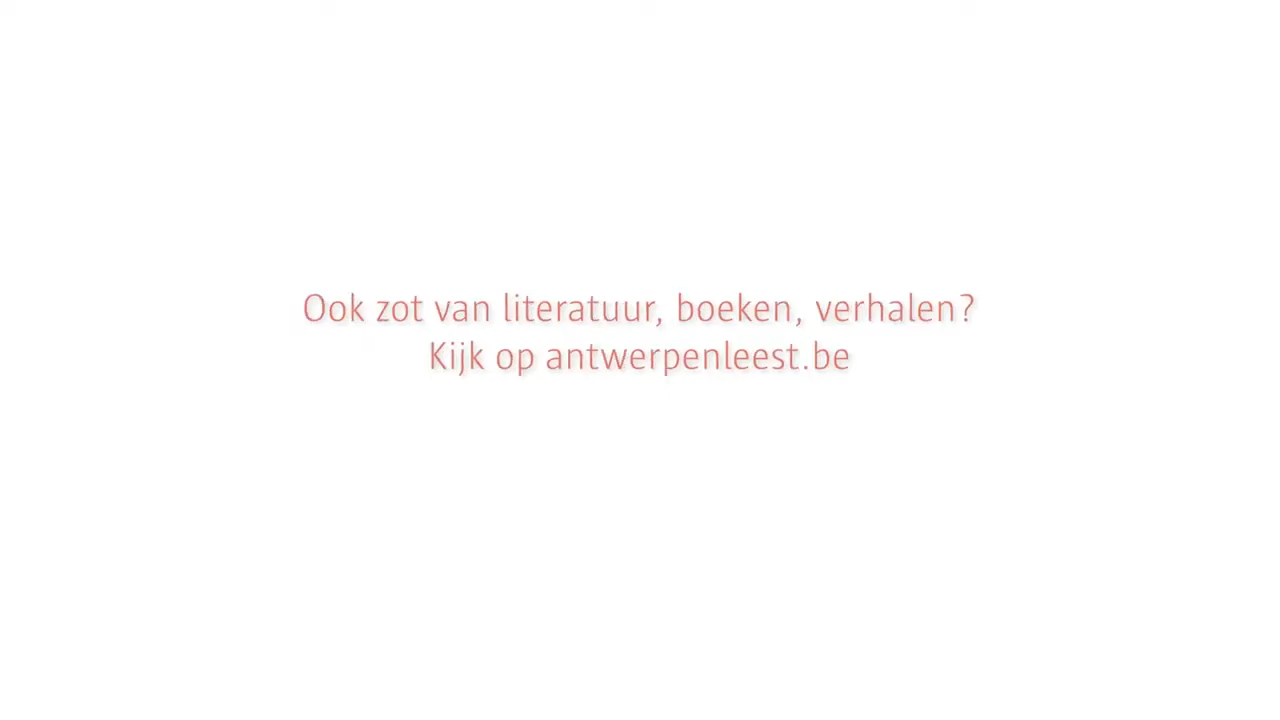 Ook zot van literatuur, boeken, verhalen?
Kijk op antwerpenleest.be